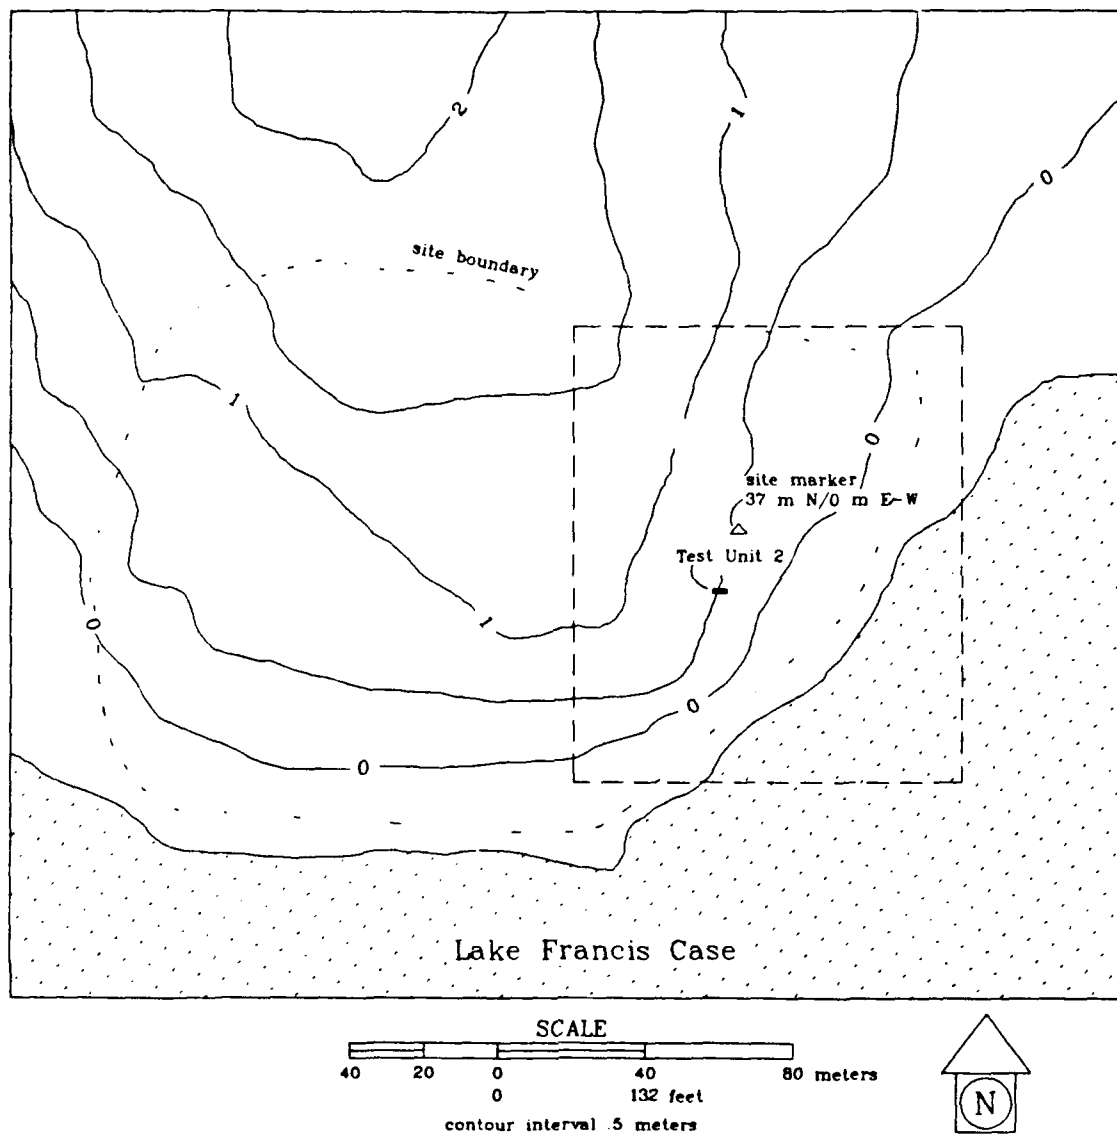 2
1
0
site boundary
1
0
site marker
37 m N/0 m E-W
Test Unit 2
0
1
0
0
Lake Francis Case
SCALE
40 20 0 40 80 meters
0 132 feet
contour interval .5 meters
N